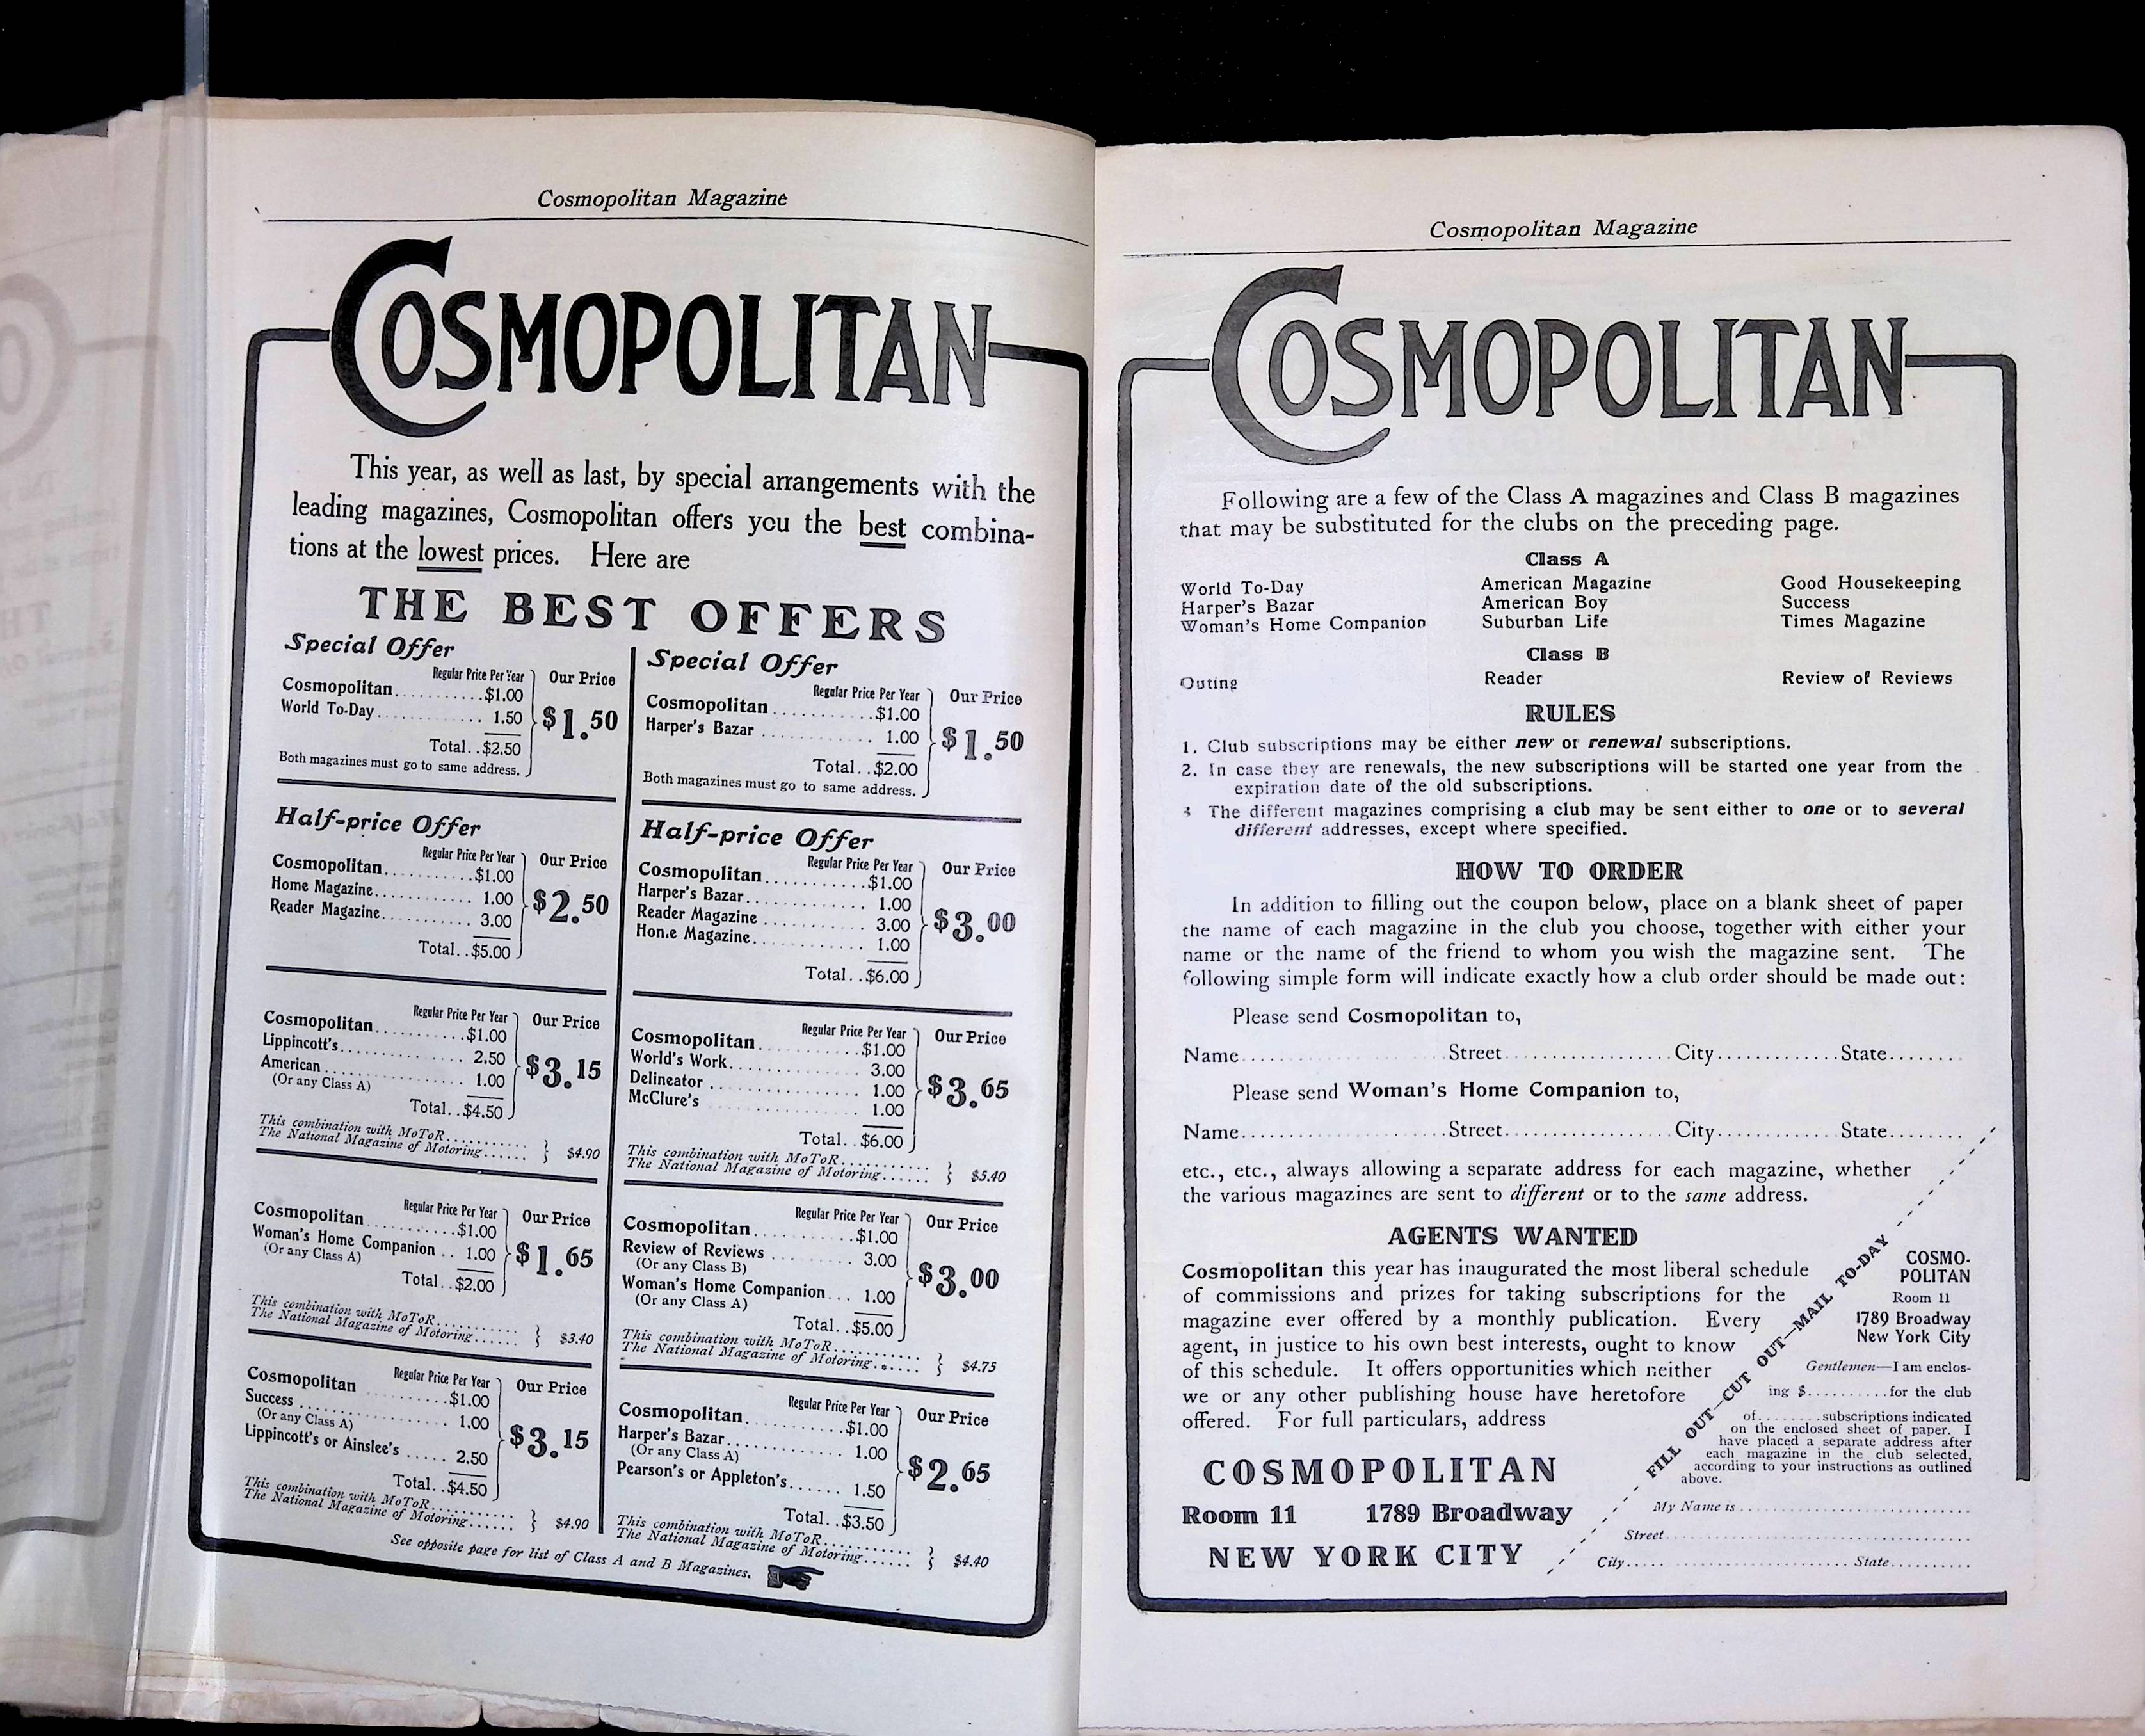 Cosmopolitan Magazine
COSMOPOLITAN
This year, as well as last, by special arrangements with the
leading magazines, Cosmopolitan offers you the best combina-
tions at the lowest prices. Here are
THE BEST OFFERS
Special Offer
Regular Price Per Year Our Price
Cosmopolitan...........$1.00
World To-Day............ 1.50
$1.50
Total..$2.50
Both magazines must go to same address.
Half-price Offer
Regular Price Per Year Our Price
Cosmopolitan...........$1.00
Home Magazine............ 1.00
Reader Magazine........... 3.00
$2.50
Total..$5.00
Regular Price Per Year Our Price
Cosmopolitan...........$1.00
Lippincott's............... 2.50
American................. 1.00
(Or any Class A)
$3.15
Total..$4.50
This combination with MoToR...........
The National Magazine of Motoring...... $4.90
Regular Price Per Year Our Price
Cosmopolitan...........$1.00
Woman's Home Companion .. 1.00
(Or any Class A)
$1.65
Total..$2.00
This combination with MoToR...........
The National Magazine of Motoring...... $3.40
Regular Price Per Year Our Price
Cosmopolitan...........$1.00
Success.................. 1.00
(Or any Class A)
Lippincott's or Ainslee's ..... 2.50
$3.15
Total..$4.50
This combination with MoToR...........
The National Magazine of Motoring...... $4.90
Special Offer
Regular Price Per Year Our Price
Cosmopolitan...........$1.00
Harper's Bazar............ 1.00
$1.50
Total..$2.00
Both magazines must go to same address.
Half-price Offer
Regular Price Per Year Our Price
Cosmopolitan...........$1.00
Harper's Bazar............ 1.00
Reader Magazine........... 3.00
Hon.e Magazine............ 1.00
$3.00
Total..$6.00
Regular Price Per Year Our Price
Cosmopolitan...........$1.00
World's Work.............. 3.00
Delineator................ 1.00
McClure's................ 1.00
$3.65
Total..$6.00
This combination with MoToR...........
The National Magazine of Motoring...... $5.40
Regular Price Per Year Our Price
Cosmopolitan...........$1.00
Review of Reviews ......... 3.00
(Or any Class B)
Woman's Home Companion... 1.00
(Or any Class A)
$3.00
Total..$5.00
This combination with MoToR...........
The National Magazine of Motoring...... $4.75
Regular Price Per Year Our Price
Cosmopolitan...........$1.00
Harper's Bazar............ 1.00
(Or any Class A)
Pearson's or Appleton's...... 1.50
$2.65
Total..$3.50
This combination with MoToR...........
The National Magazine of Motoring...... $4.40
See opposite page for list of Class A and B Magazines.
Cosmopolitan Magazine
COSMOPOLITAN
Following are a few of the Class A magazines and Class B magazines
that may be substituted for the clubs on the preceding page.
Class A
World To-Day American Magazine Good Housekeeping
Harper's Bazar American Boy Success
Woman's Home Companion Suburban Life Times Magazine
Class B
Outing Reader Review of Reviews
RULES
1. Club subscriptions may be either new or renewal subscriptions.
2. In case they are renewals, the new subscriptions will be started one year from the
expiration date of the old subscriptions.
3 The different magazines comprising a club may be sent either to one or to several
different addresses, except where specified.
HOW TO ORDER
In addition to filling out the coupon below, place on a blank sheet of paper
the name of each magazine in the club you choose, together with either your
name or the name of the friend to whom you wish the magazine sent. The
following simple form will indicate exactly how a club order should be made out:
Please send Cosmopolitan to,
Name....................Street.................City............State........
Please send Woman's Home Companion to,
Name....................Street.................City............State........
etc., etc., always allowing a separate address for each magazine, whether
the various magazines are sent to different or to the same address.
AGENTS WANTED
Cosmopolitan this year has inaugurated the most liberal schedule
of commissions and prizes for taking subscriptions for the
magazine ever offered by a monthly publication. Every
agent, in justice to his own best interests, ought to know
of this schedule. It offers opportunities which neither
we or any other publishing house have heretofore
offered. For full particulars, address
COSMOPOLITAN
Room 11 1789 Broadway
NEW YORK CITY
FILL OUT—CUT OUT—MAIL TO-DAY
COSMO-
POLITAN
Room 11
1789 Broadway
New York City
Gentlemen—I am enclos-
ing $..........for the club
of........subscriptions indicated
on the enclosed sheet of paper. I
have placed a separate address after
each magazine in the club selected,
according to your instructions as outlined
above.
My Name is..............................
Street.......................................
City............................State..........